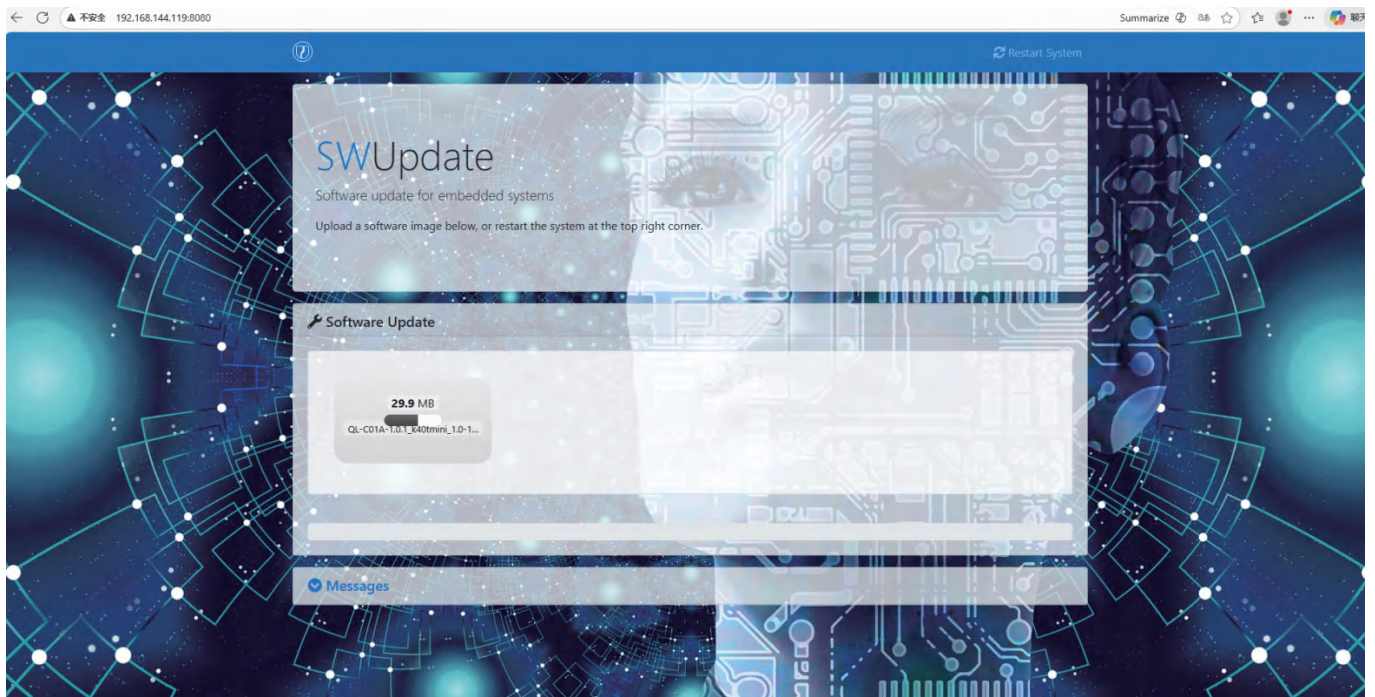 不安全 192.168.144.119:8080 Summarize
Restart System
SWUpdate
Software update for embedded systems
Upload a software image below, or restart the system at the top right corner.
Software Update
29.9 MB
QL-C01A-1.0.1_k40tmini_1.0-1...
Messages